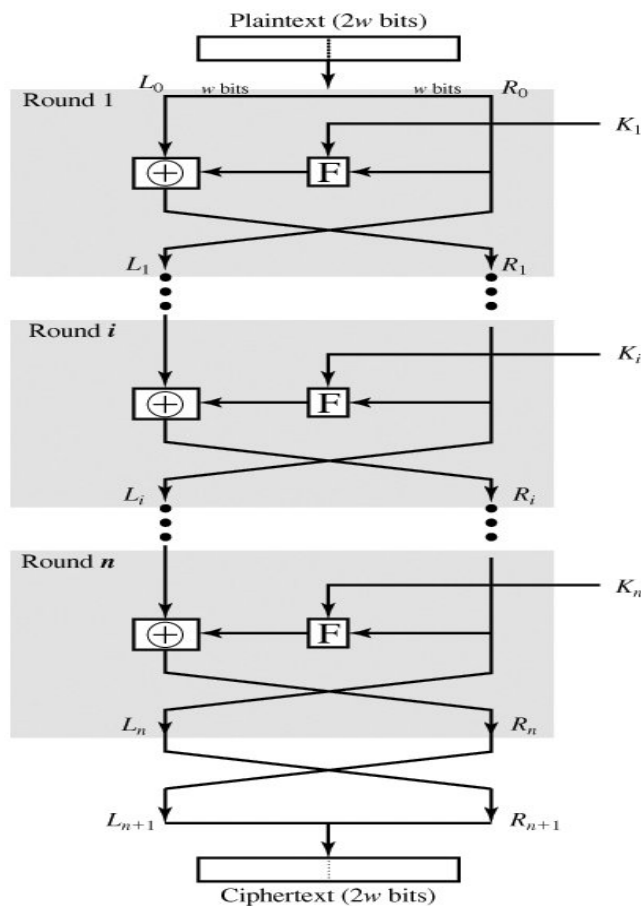 Plaintext (2w bits)
L₀ w bits w bits R₀
Round 1
K₁
F
L₁ R₁
Round i
Kᵢ
F
Lᵢ Rᵢ
Round n
Kₙ
F
Lₙ Rₙ
Lₙ₊₁ Rₙ₊₁
Ciphertext (2w bits)